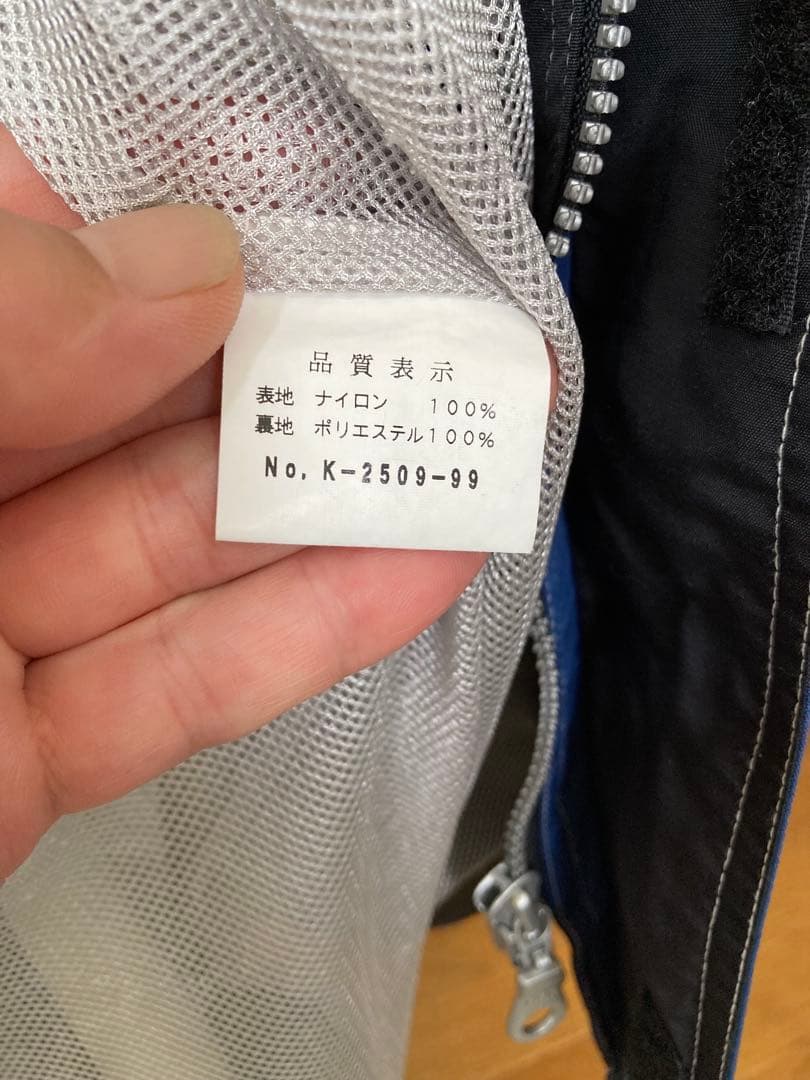 品質表示
表地 ナイロン 100%
裏地 ポリエステル100%
No. K-2509-99